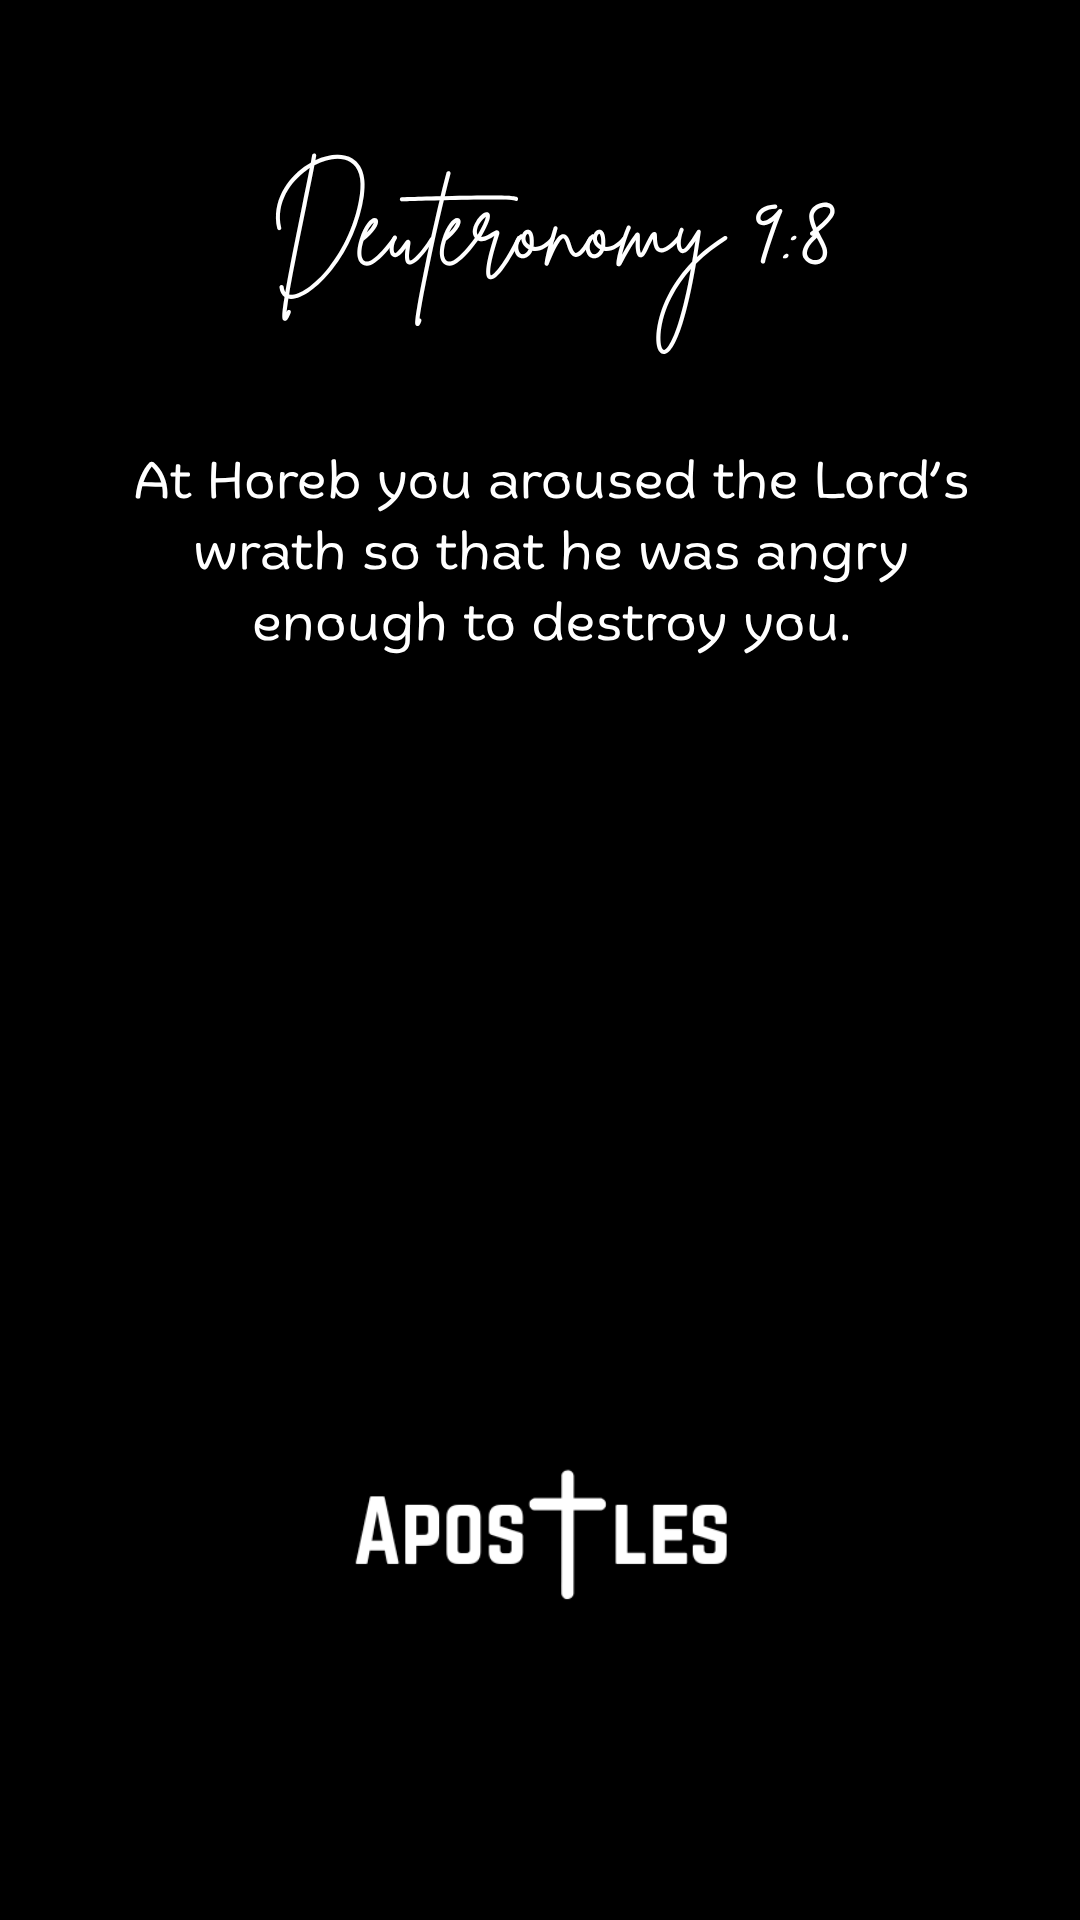 Deuteronomy 9:8
At Horeb you aroused the Lord's
wrath so that he was angry
enough to destroy you.
APOSTLES